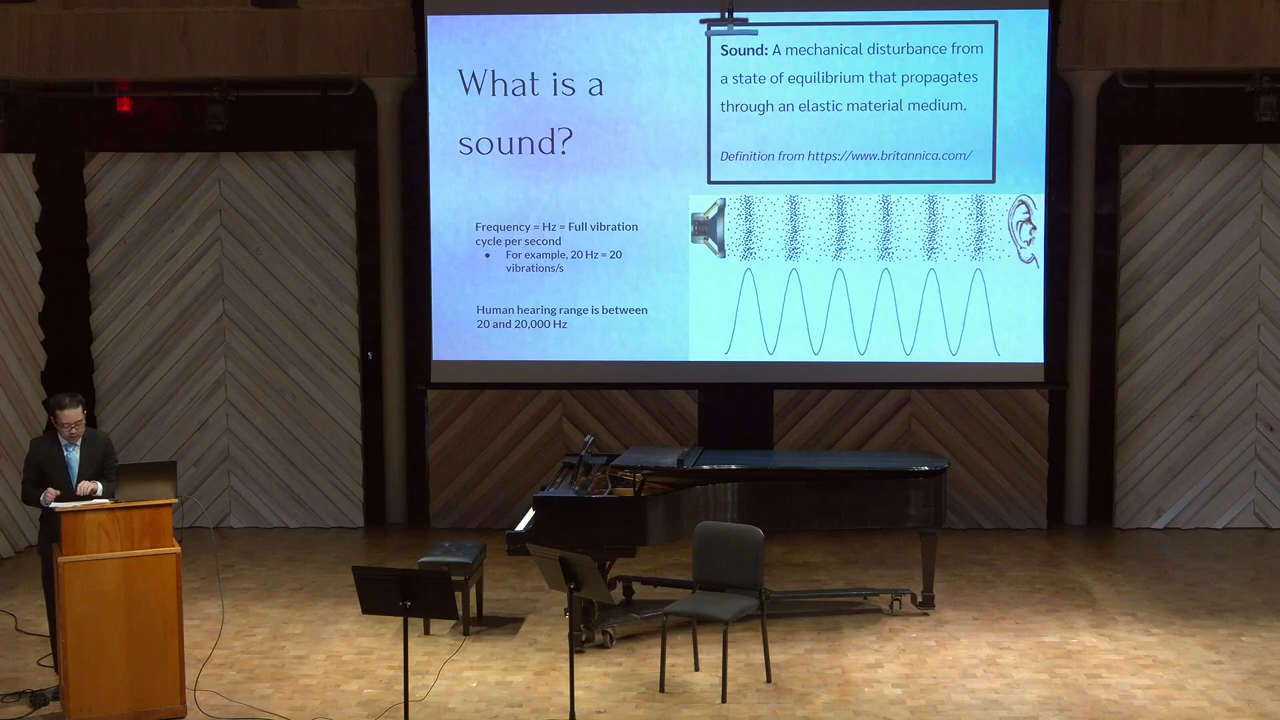 What is a
sound?
Sound: A mechanical disturbance from
a state of equilibrium that propagates
through an elastic material medium.
Definition from https://www.britannica.com/
Frequency = Hz = Full vibration
cycle per second
• For example, 20 Hz = 20
vibrations/s
Human hearing range is between
20 and 20,000 Hz